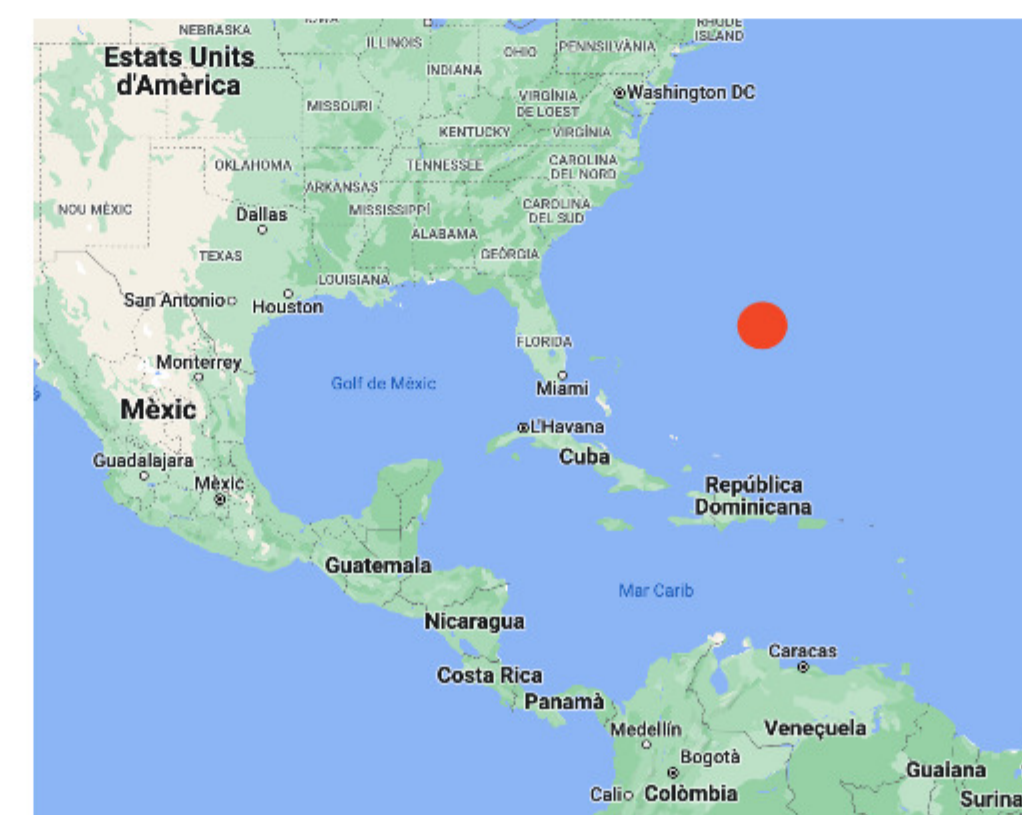 NEBRASKA
IOWA
RHODE
ISLAND
ILLINOIS
OHIO
PENNSILVÀNIA
Estats Units
d'Amèrica
INDIANA
Washington DC
MISSOURI
VIRGÍNIA
DE LOEST
KENTUCKY
VIRGÍNIA
OKLAHOMA
TENNESSEE
CAROLINA
DEL NORD
ARKANSAS
NOU MÈXIC
Dallas
MISSISSIPPÍ
CAROLINA
DEL SUD
ALABAMA
TEXAS
GEÒRGIA
LOUISIANA
San Antonio
Houston
FLORIDA
Monterrey
Golf de Mèxic
Miami
Mèxic
L'Havana
Cuba
Guadalajara
Mèxic
República
Dominicana
Guatemala
Mar Carib
Nicaragua
Caracas
Costa Rica
Panamà
Medellín
Veneçuela
Bogotà
Guaiana
Cali
Colòmbia
Surina